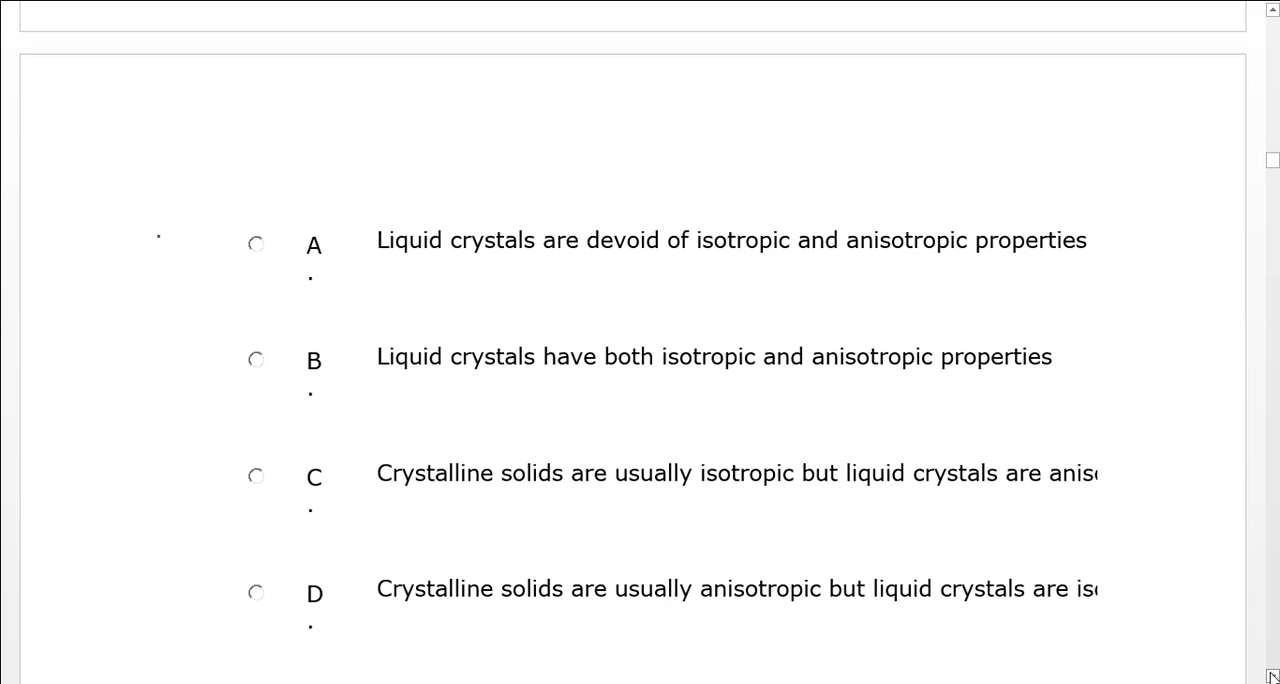 . A Liquid crystals are devoid of isotropic and anisotropic properties
.
B Liquid crystals have both isotropic and anisotropic properties
.
C Crystalline solids are usually isotropic but liquid crystals are
.
D Crystalline solids are usually anisotropic but liquid crystals are
.